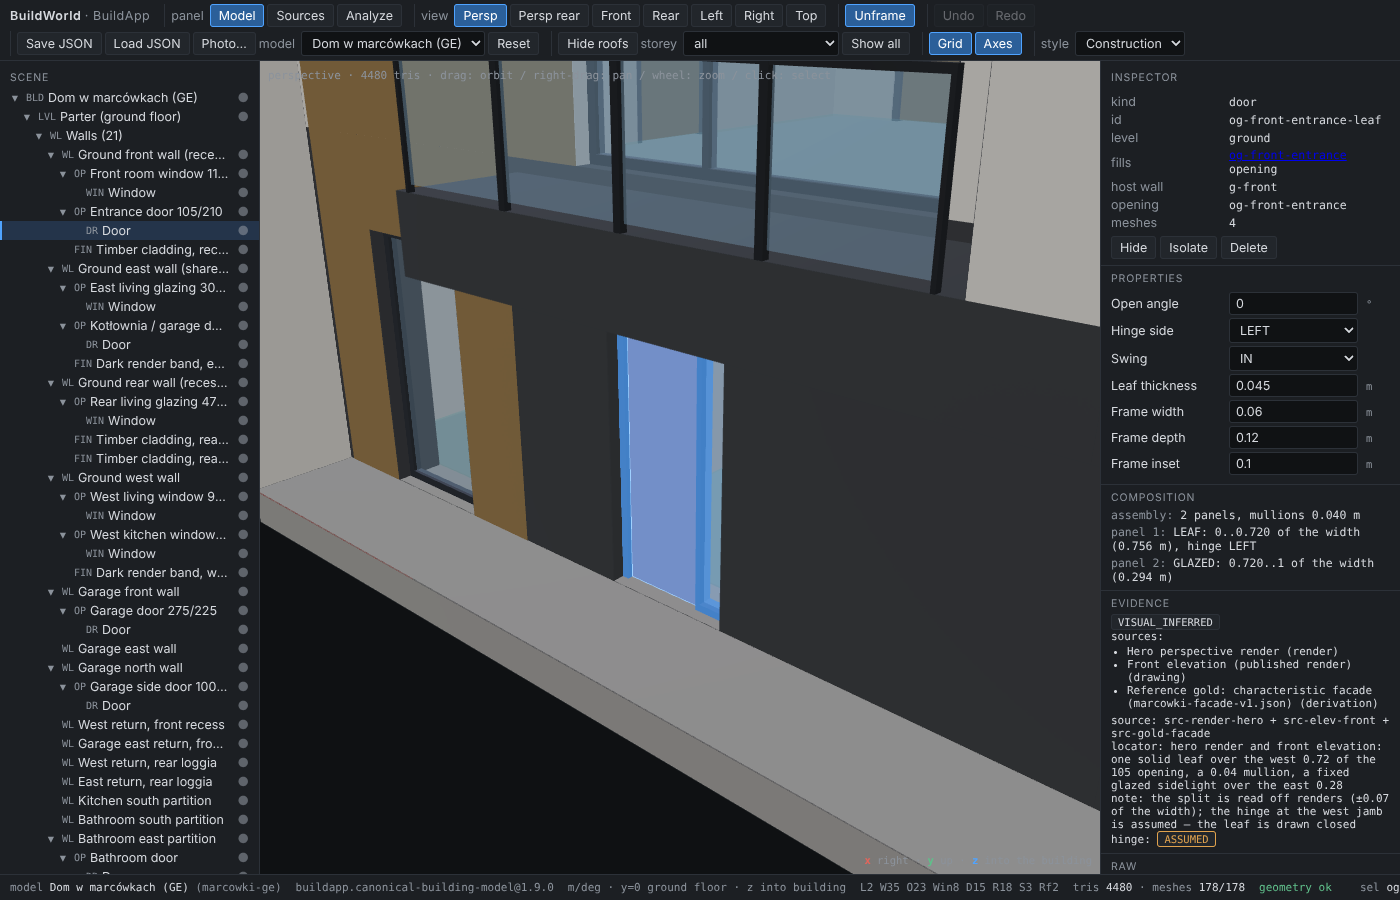 BuildWorld · BuildApp panel Model Sources Analyze view Persp Persp rear Front Rear Left Right Top Unframe Undo Redo
Save JSON Load JSON Photo... model Dom w marcówkach (GE) Reset Hide roofs storey all Show all Grid Axes style Construction
SCENE
BLD Dom w marcówkach (GE)
LVL Parter (ground floor)
WL Walls (21)
WL Ground front wall (rece...
OP Front room window 11...
WIN Window
OP Entrance door 105/210
DR Door
FIN Timber cladding, rec...
WL Ground east wall (share...
OP East living glazing 30...
WIN Window
OP Kotłownia / garage d...
DR Door
FIN Dark render band, e...
WL Ground rear wall (reces...
OP Rear living glazing 47...
WIN Window
FIN Timber cladding, rea...
FIN Timber cladding, rea...
WL Ground west wall
OP West living window 9...
WIN Window
OP West kitchen window...
WIN Window
FIN Dark render band, w...
WL Garage front wall
OP Garage door 275/225
DR Door
WL Garage east wall
WL Garage north wall
OP Garage side door 100...
DR Door
WL West return, front recess
WL Garage east return, fro...
WL West return, rear loggia
WL East return, rear loggia
WL Kitchen south partition
WL Bathroom south partition
WL Bathroom east partition
OP Bathroom door
perspective · 4480 tris · drag: orbit / right-drag: pan / wheel: zoom / click: select
x right y z
INSPECTOR
kind door
id og-front-entrance-leaf
level ground
fills og-front-entrance
opening
host wall g-front
opening og-front-entrance
meshes 4
Hide Isolate Delete
PROPERTIES
Open angle 0 °
Hinge side LEFT
Swing IN
Leaf thickness 0.045 m
Frame width 0.06 m
Frame depth 0.12 m
Frame inset 0.1 m
COMPOSITION
assembly: 2 panels, mullions 0.040 m
panel 1: LEAF: 0..0.720 of the width
(0.756 m), hinge LEFT
panel 2: GLAZED: 0.720..1 of the width
(0.294 m)
EVIDENCE
VISUAL_INFERRED
sources:
• Hero perspective render (render)
• Front elevation (published render)
(drawing)
• Reference gold: characteristic facade
(marcowki-facade-v1.json) (derivation)
source: src-render-hero + src-elev-front +
src-gold-facade
locator: hero render and front elevation:
one solid leaf over the west 0.72 of the
105 opening, a 0.04 mullion, a fixed
glazed sidelight over the east 0.28
note: the split is read off renders (±0.07
of the width); the hinge at the west jamb
is assumed — the leaf is drawn closed
hinge: ASSUMED
RAW
model Dom w marcówkach (GE) (marcowki-ge) buildapp.canonical-building-model@1.9.0 m/deg · y=0 ground floor · z into building L2 W35 O23 Win8 D15 R18 S3 Rf2 tris 4480 · meshes 178/178 geometry ok sel og